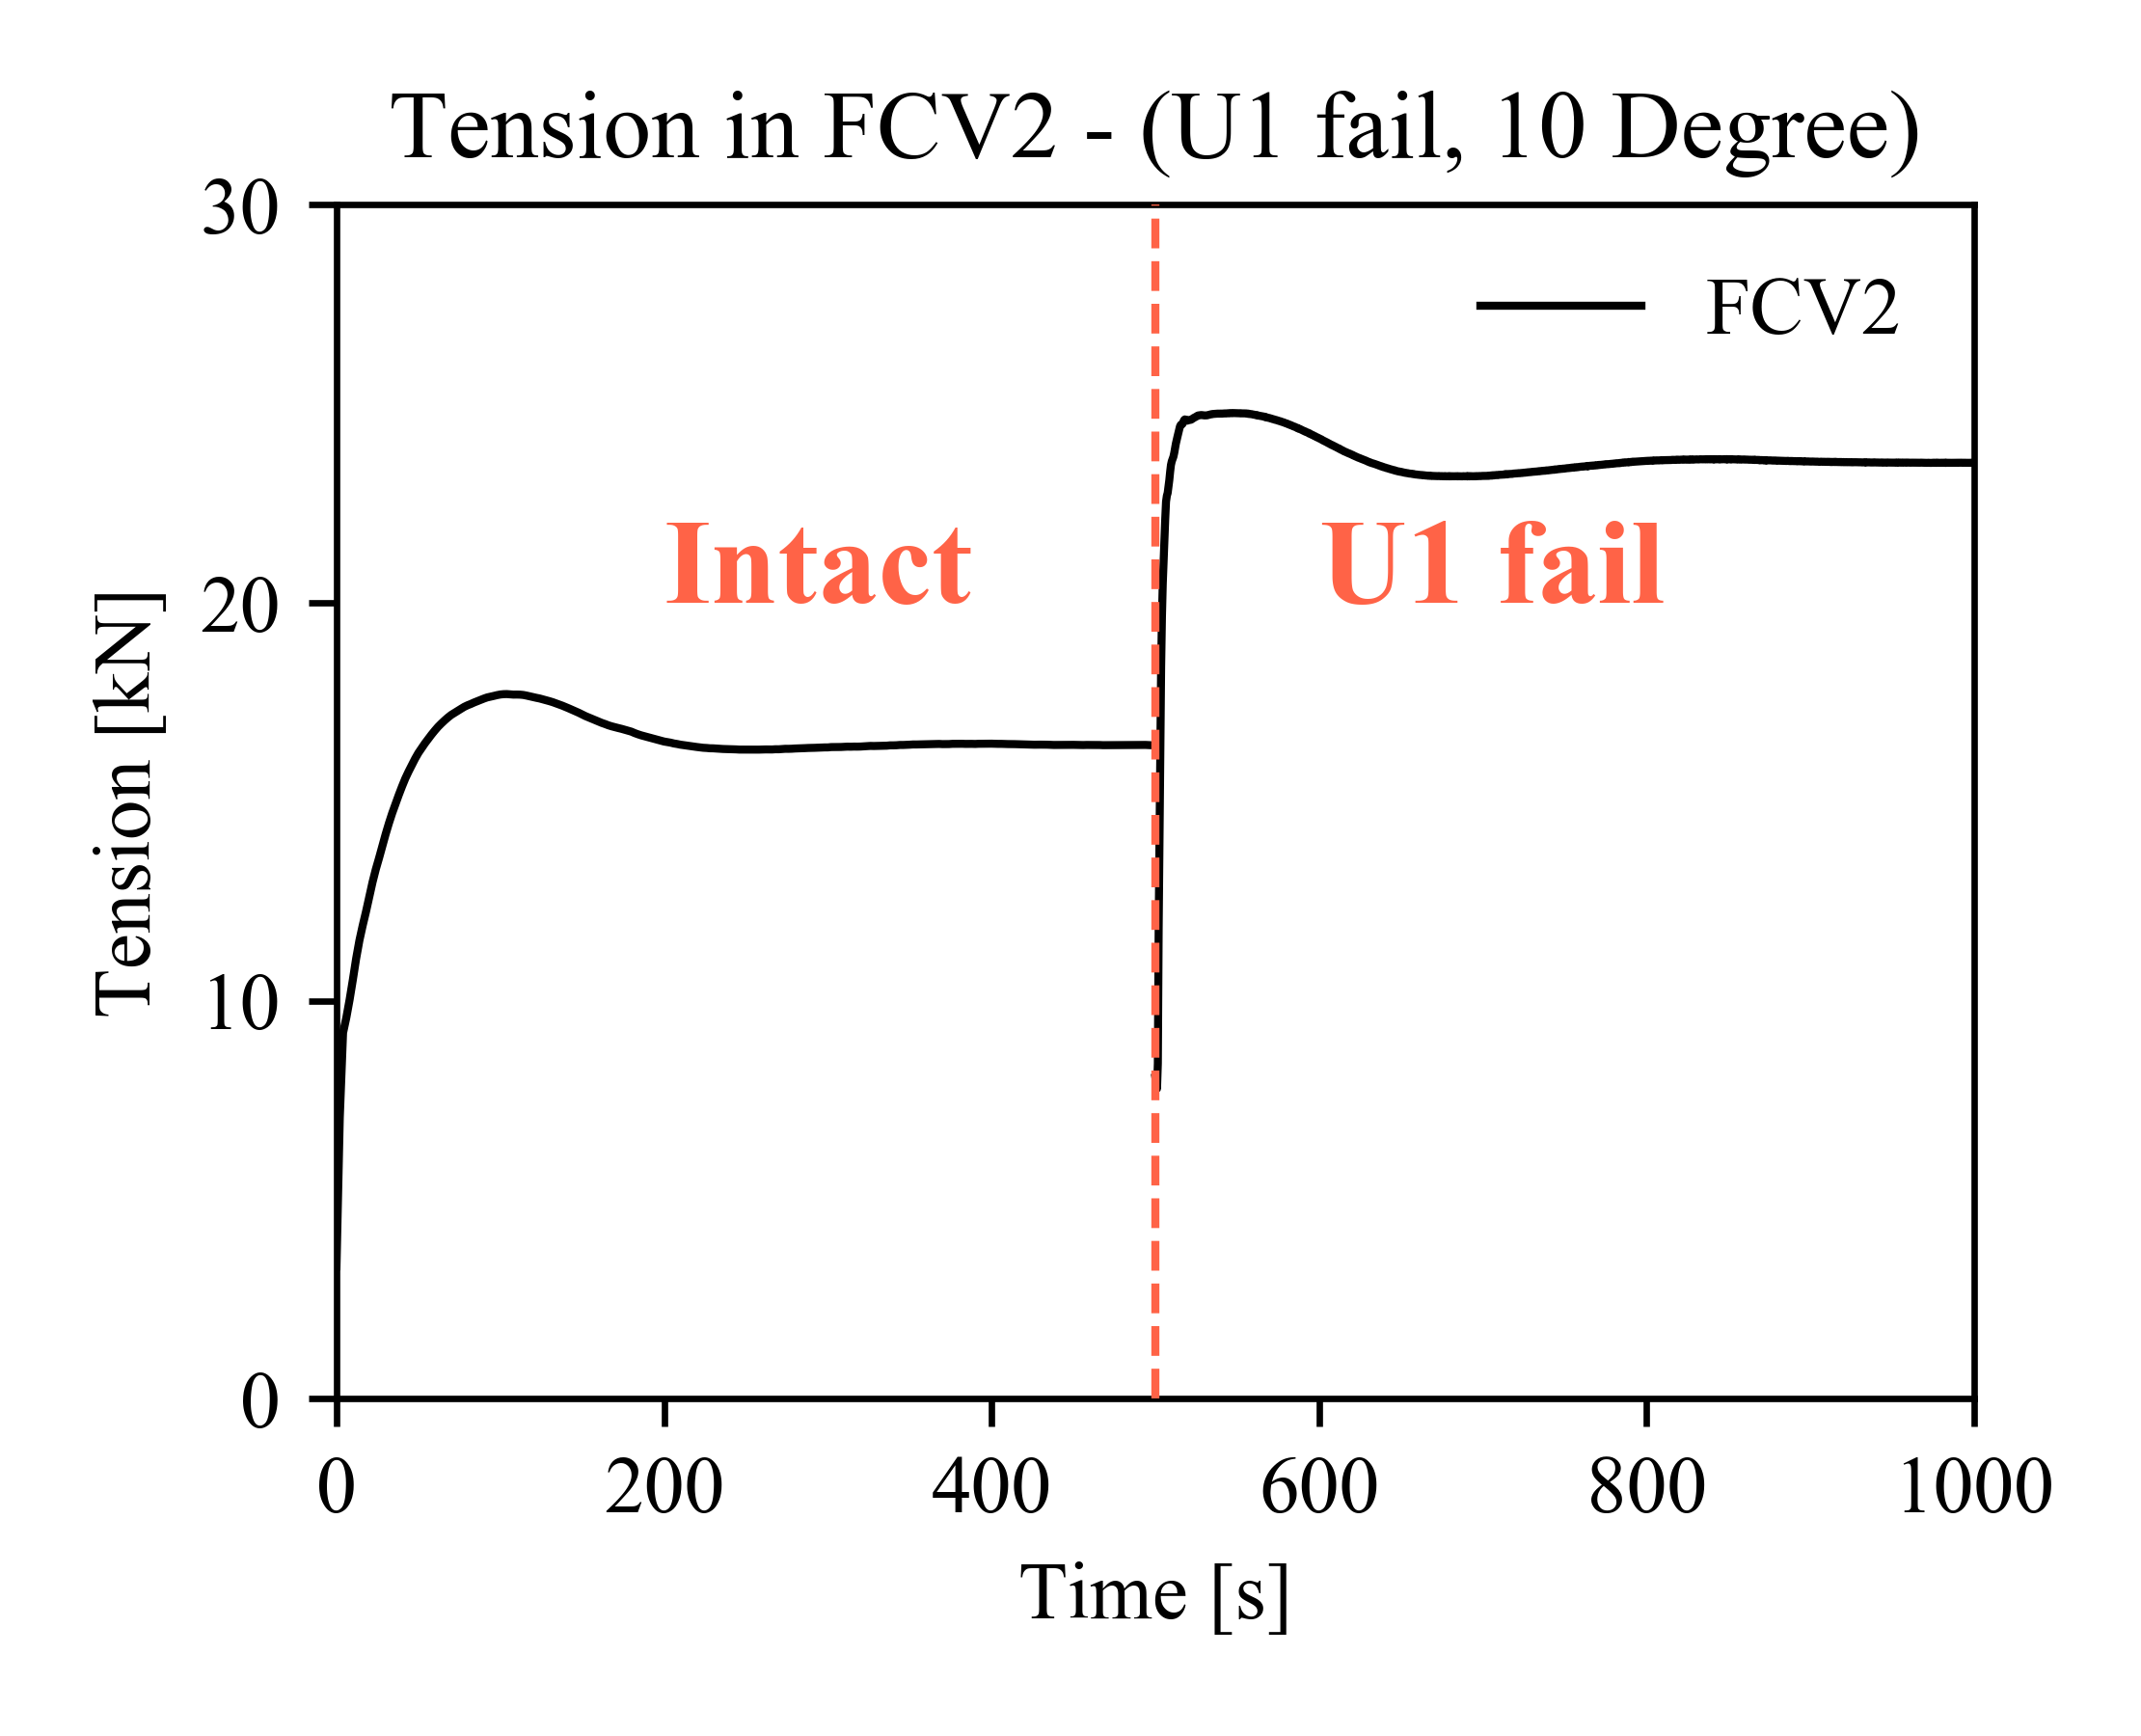 Tension in FCV2 - (U1 fail, 10 Degree)
30
FCV2
Intact
U1 fail
20
Tension [kN]
10
0
0 200 400 600 800 1000
Time [s]